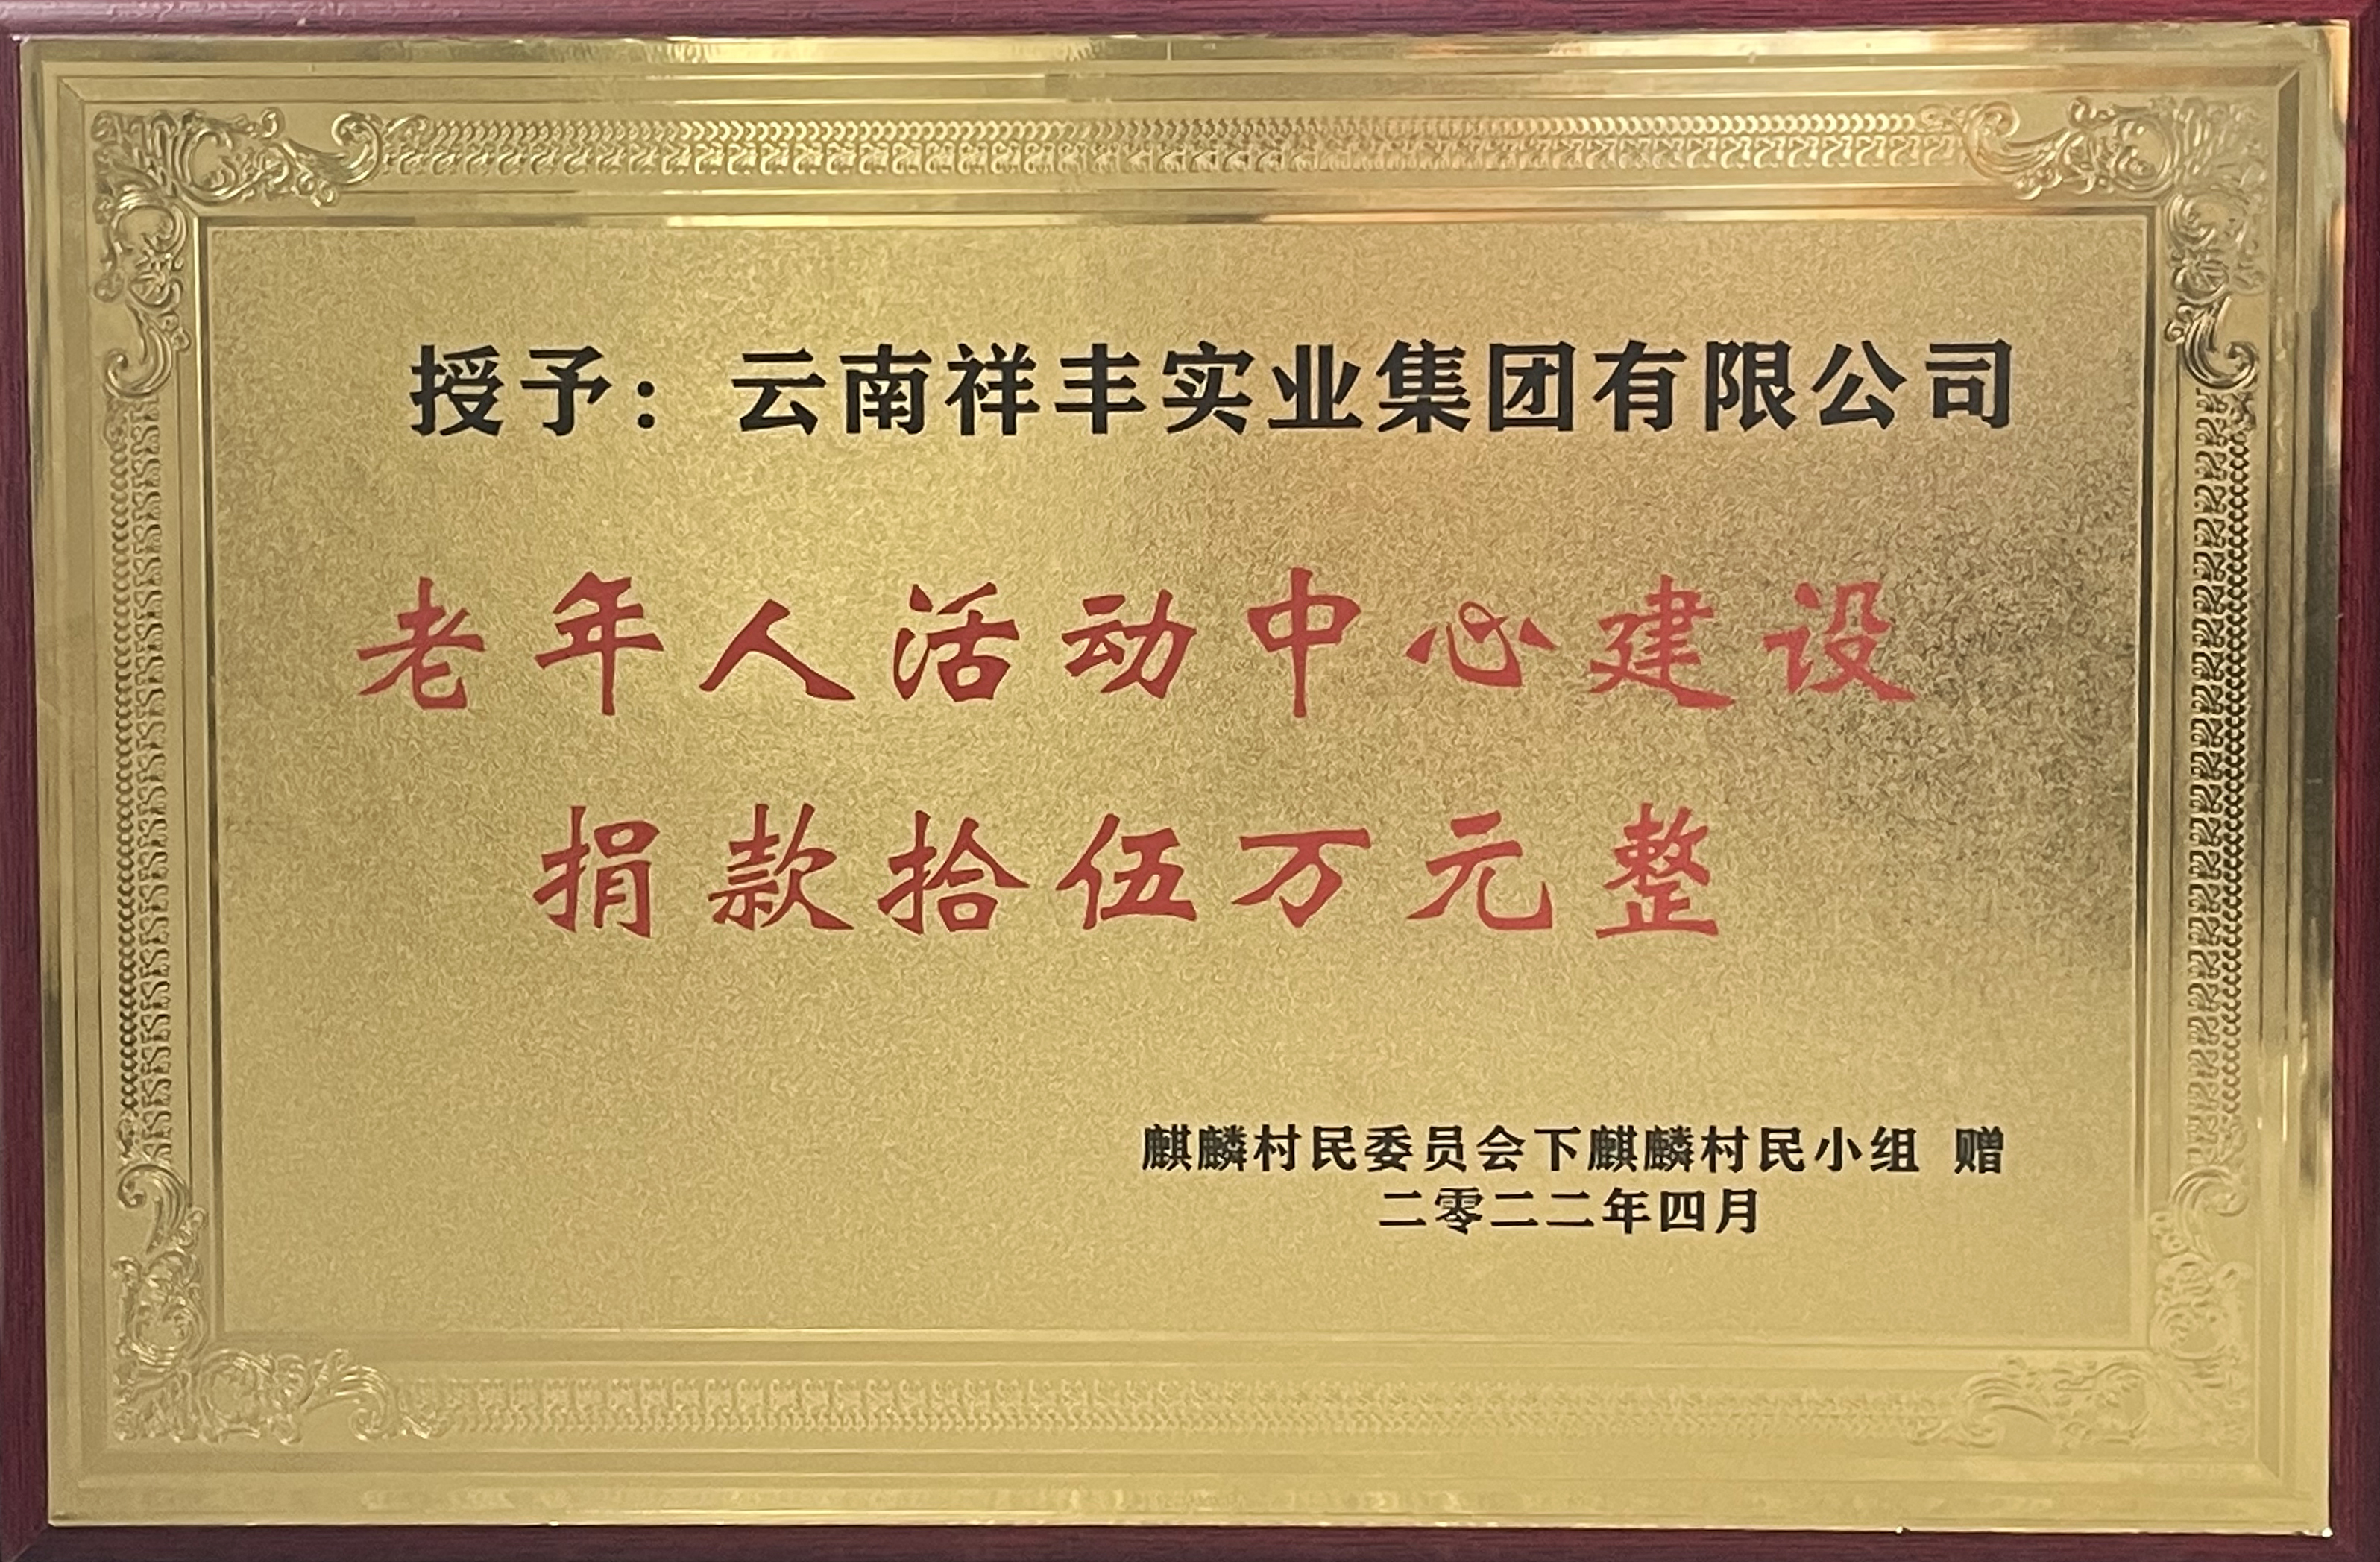 授予：云南祥丰实业集团有限公司
老年人活动中心建设
捐款拾伍万元整
麒麟村民委员会下麒麟村民小组 赠
二零二二年四月